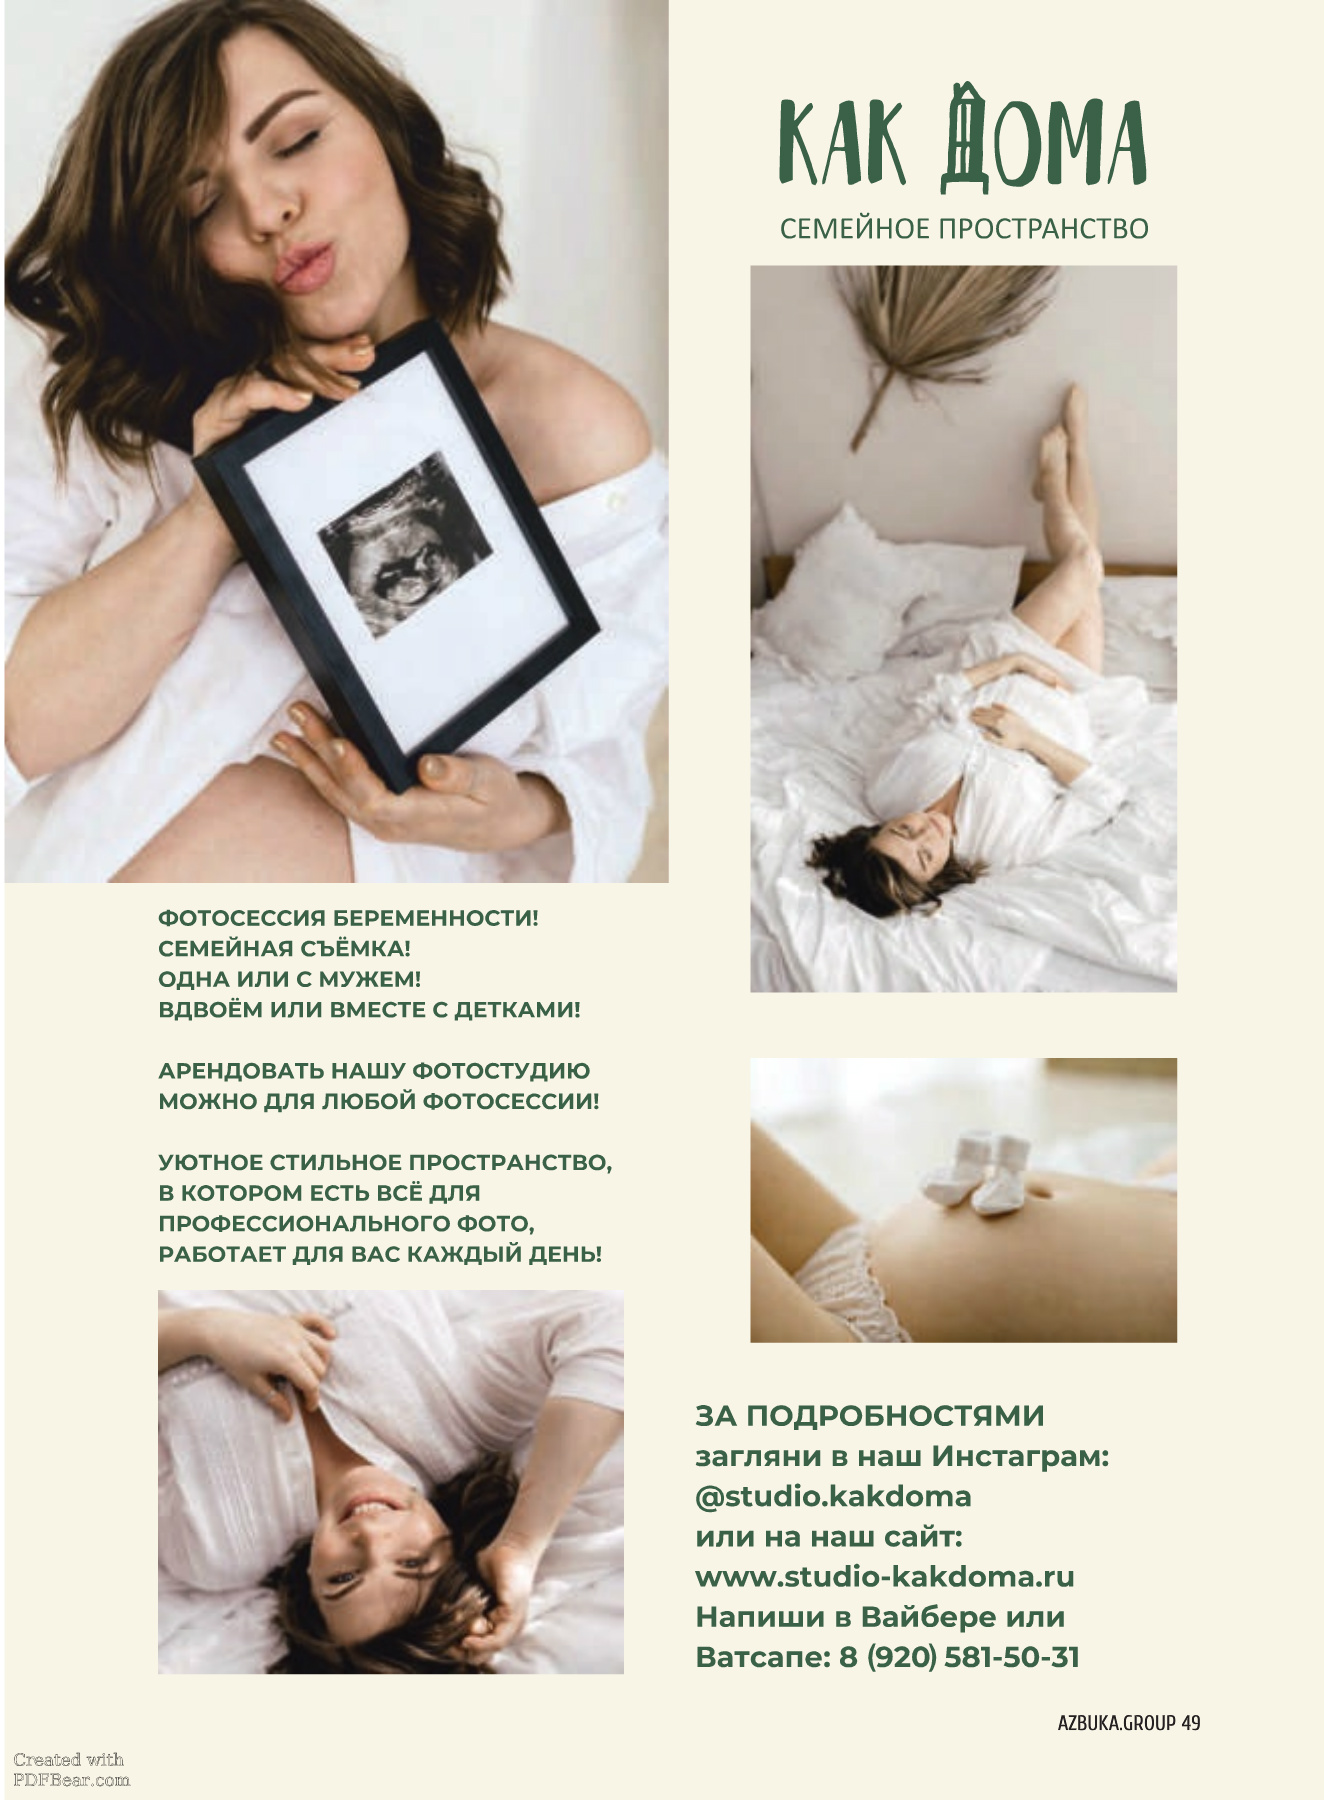 КАК ДОМА
СЕМЕЙНОЕ ПРОСТРАНСТВО
ФОТОСЕССИЯ БЕРЕМЕННОСТИ!
СЕМЕЙНАЯ СЪЁМКА!
ОДНА ИЛИ С МУЖЕМ!
ВДВОЁМ ИЛИ ВМЕСТЕ С ДЕТКАМИ!
АРЕНДОВАТЬ НАШУ ФОТОСТУДИЮ
МОЖНО ДЛЯ ЛЮБОЙ ФОТОСЕССИИ!
УЮТНОЕ СТИЛЬНОЕ ПРОСТРАНСТВО,
В КОТОРОМ ЕСТЬ ВСЁ ДЛЯ
ПРОФЕССИОНАЛЬНОГО ФОТО,
РАБОТАЕТ ДЛЯ ВАС КАЖДЫЙ ДЕНЬ!
ЗА ПОДРОБНОСТЯМИ
загляни в наш Инстаграм:
@studio.kakdoma
или на наш сайт:
www.studio-kakdoma.ru
Напиши в Вайбере или
Ватсапе: 8 (920) 581-50-31
AZBUKA.GROUP 49
Created with
PDFBear.com